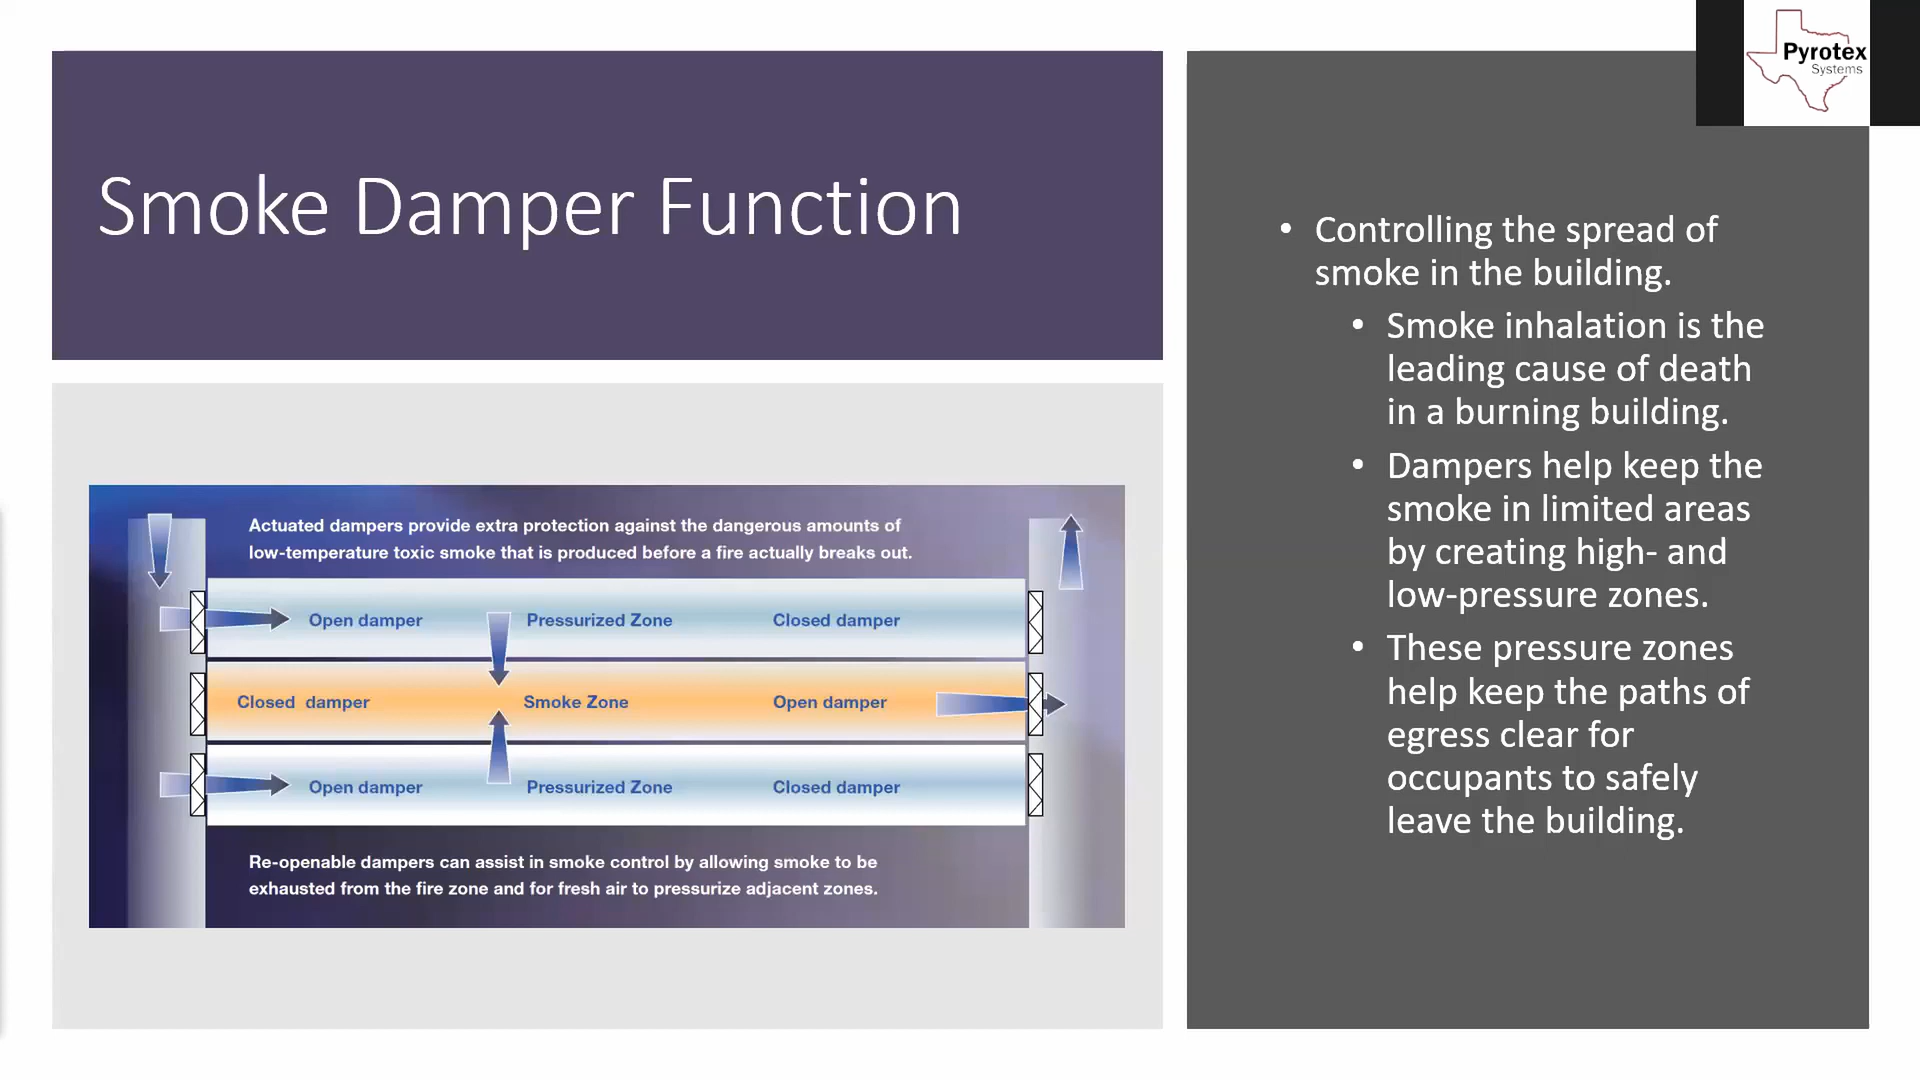 Pyrotex
Systems
Smoke Damper Function
Actuated dampers provide extra protection against the dangerous amounts of
low-temperature toxic smoke that is produced before a fire actually breaks out.
Open damper
Pressurized Zone
Closed damper
Closed damper
Smoke Zone
Open damper
Open damper
Pressurized Zone
Closed damper
Re-openable dampers can assist in smoke control by allowing smoke to be
exhausted from the fire zone and for fresh air to pressurize adjacent zones.
• Controlling the spread of
smoke in the building.
• Smoke inhalation is the
leading cause of death
in a burning building.
• Dampers help keep the
smoke in limited areas
by creating high- and
low-pressure zones.
• These pressure zones
help keep the paths of
egress clear for
occupants to safely
leave the building.